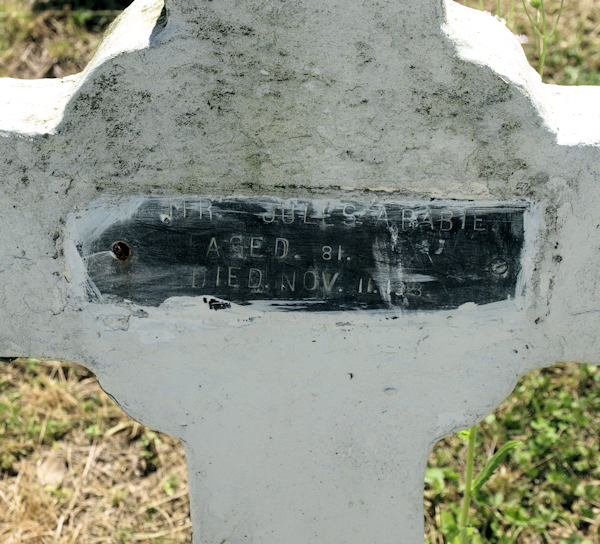 MR JULES ARABIE
AGED. 81.
DIED. NOV. 11.